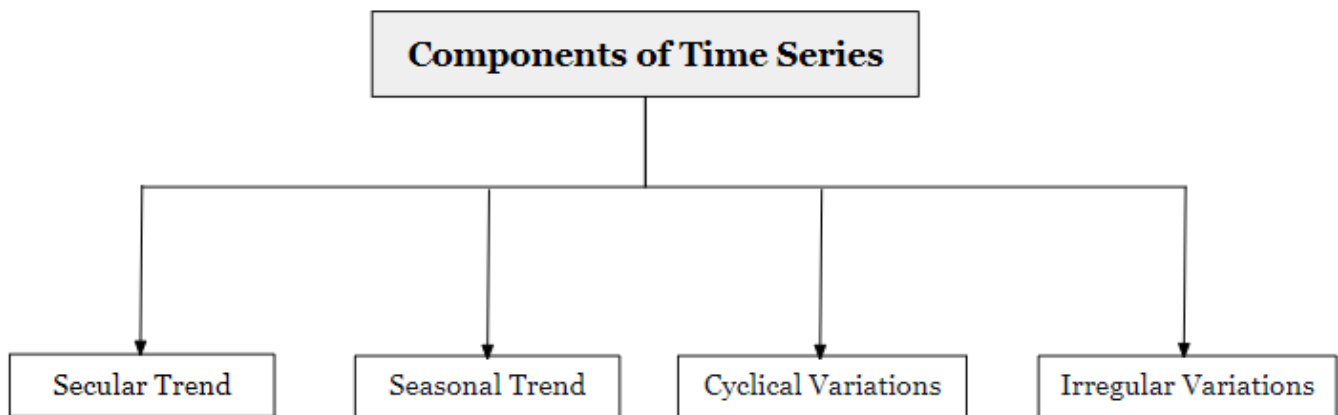 Components of Time Series
Secular Trend
Seasonal Trend
Cyclical Variations
Irregular Variations